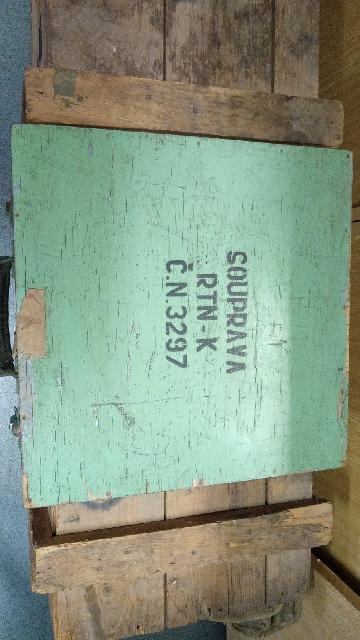 SOUPRAVA
RTN-K
Č.N.3297